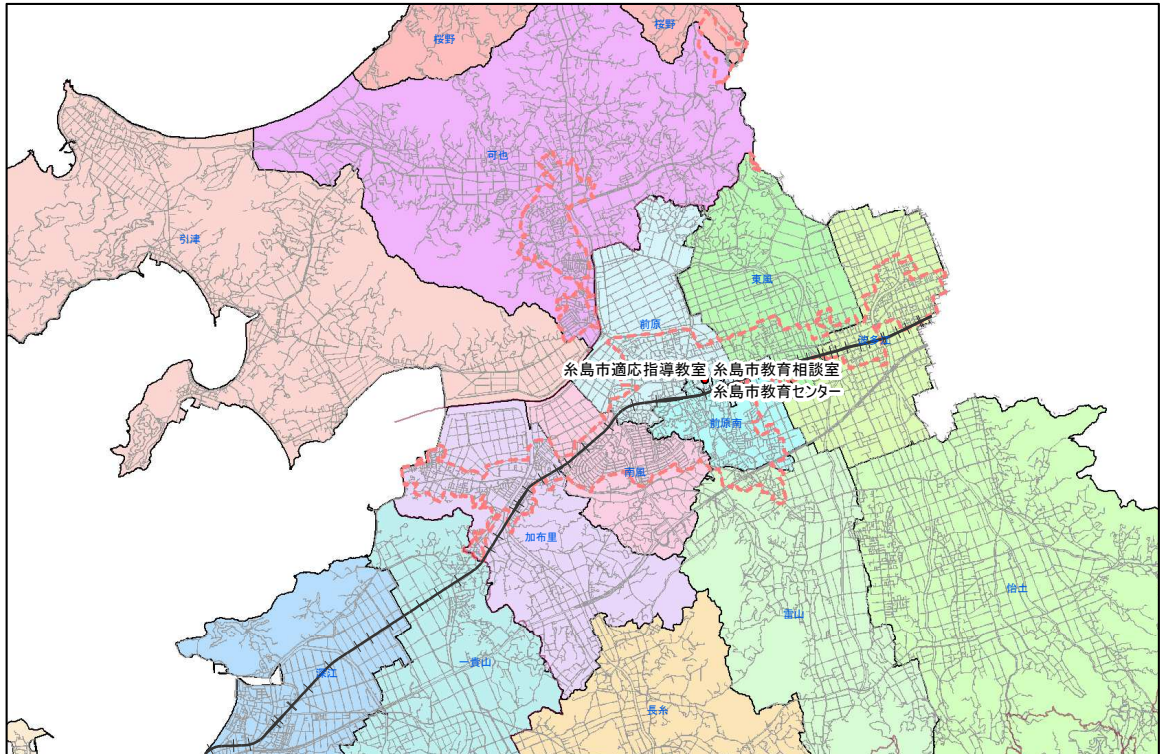 桜野
桜野
可也
引津
東風
前原
波多江
糸島市適応指導教室
糸島市教育相談室
糸島市教育センター
前原南
南風
加布里
怡土
雷山
一貴山
深江
長糸